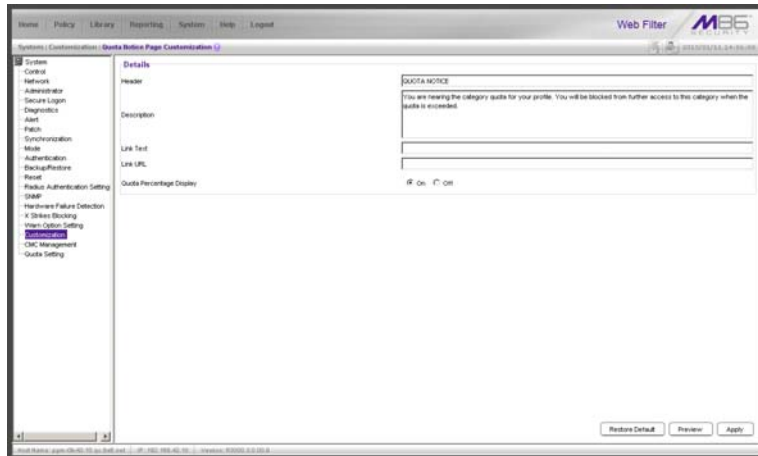 Home Policy Library Reporting System Help Logout
Web Filter
M86 SECURITY
System : Customization : Quota Notice Page Customization
System
Control
Network
Administrator
Secure Logon
Diagnostics
Alert
Patch
Synchronization
Mode
Authentication
Backup/Restore
Reset
Radius Authentication Setting
SNMP
Hardware Failure Detection
X Strikes Blocking
Warn Option Setting
Customization
CMC Management
Quota Setting
Details
Header
QUOTA NOTICE
Description
You are nearing the category quota for your profile. You will be blocked from further access to this category when the
quota is exceeded.
Link Text
Link URL
Quota Percentage Display
On Off
Restore Default Preview Apply
Host Name: